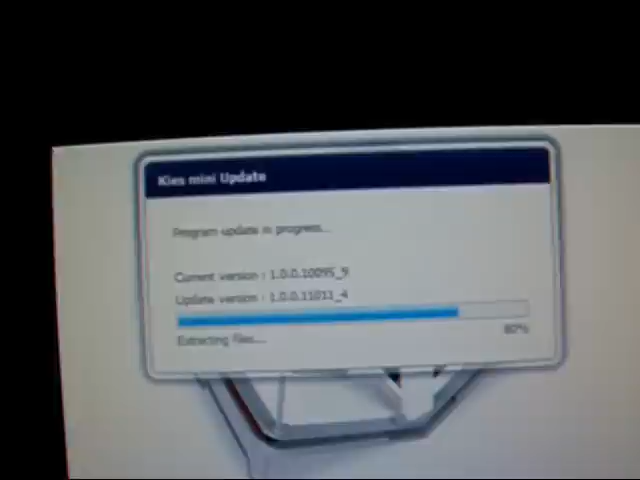 Kies mini Update
Program update in progress...
Current version : 1.0.0.10095_9
Update version : 1.0.0.11011_4
80%
Extracting files...